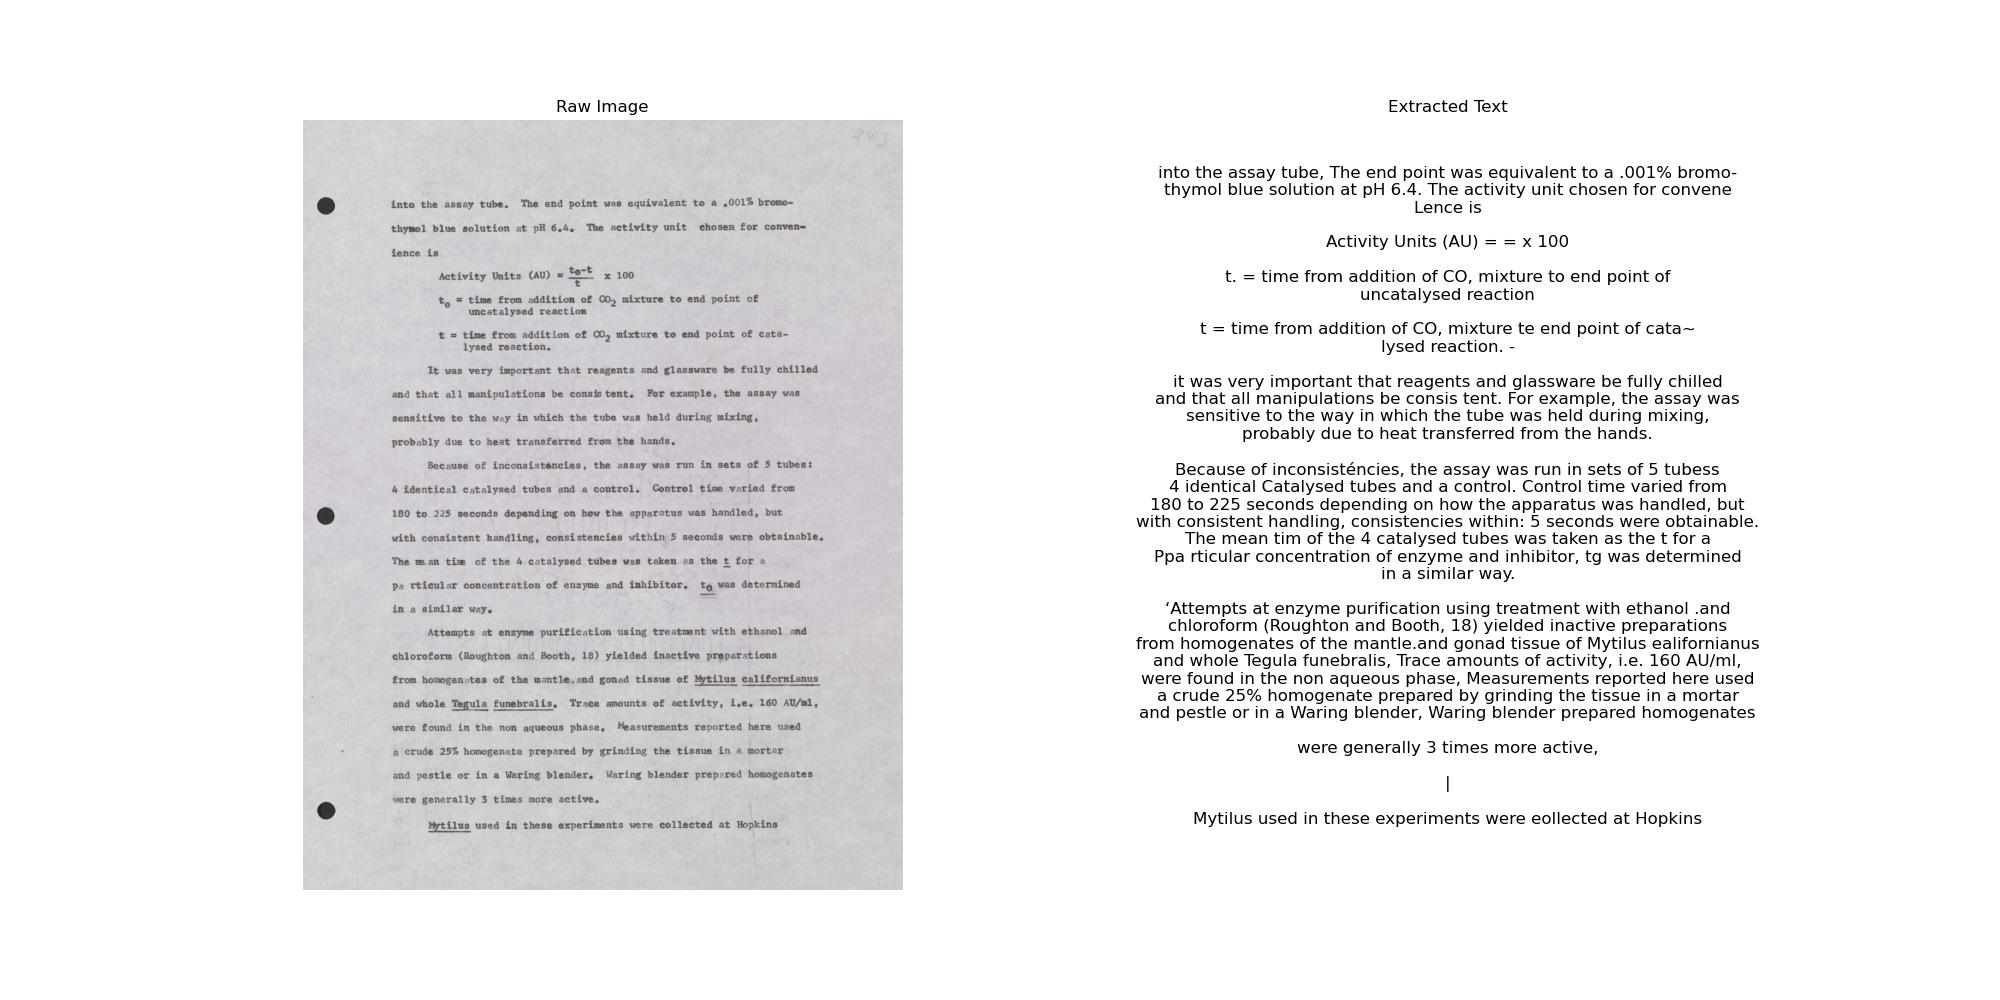 Raw Image
243
into the assay tube. The end point was equivalent to a .001% bromo-
thymol blue solution at pH 6.4. The activity unit chosen for conven-
ience is
Activity Units (AU) = to-t/t x 100
to = time from addition of CO2 mixture to end point of
uncatalysed reaction
t = time from addition of CO2 mixture to end point of cata-
lysed reaction.
It was very important that reagents and glassware be fully chilled
and that all manipulations be consis tent. For example, the assay was
sensitive to the way in which the tube was held during mixing,
probably due to heat transferred from the hands.
Because of inconsistencies, the assay was run in sets of 5 tubes:
4 identical catalysed tubes and a control. Control time varied from
180 to 225 seconds depending on how the apparatus was handled, but
with consistent handling, consistencies within 5 seconds were obtainable.
The mean time of the 4 catalysed tubes was taken as the t for a
pa rticular concentration of enzyme and inhibitor. to was determined
in a similar way.
Attempts at enzyme purification using treatment with ethanol and
chloroform (Roughton and Booth, 18) yielded inactive preparations
from homogenates of the mantle and gonad tissue of Mytilus californianus
and whole Tegula funebralis. Trace amounts of activity, i.e. 160 AU/ml,
were found in the non aqueous phase. Measurements reported here used
a crude 25% homogenate prepared by grinding the tissue in a mortar
and pestle or in a Waring blender. Waring blender prepared homogenates
were generally 3 times more active.
Mytilus used in these experiments were collected at Hopkins
Extracted Text
into the assay tube, The end point was equivalent to a .001% bromo-
thymol blue solution at pH 6.4. The activity unit chosen for convene
Lence is
Activity Units (AU) = = x 100
t. = time from addition of CO, mixture to end point of
uncatalysed reaction
t = time from addition of CO, mixture te end point of cata~
lysed reaction. -
it was very important that reagents and glassware be fully chilled
and that all manipulations be consis tent. For example, the assay was
sensitive to the way in which the tube was held during mixing,
probably due to heat transferred from the hands.
Because of inconsisténcies, the assay was run in sets of 5 tubess
4 identical Catalysed tubes and a control. Control time varied from
180 to 225 seconds depending on how the apparatus was handled, but
with consistent handling, consistencies within: 5 seconds were obtainable.
The mean tim of the 4 catalysed tubes was taken as the t for a
Ppa rticular concentration of enzyme and inhibitor, tg was determined
in a similar way.
‘Attempts at enzyme purification using treatment with ethanol .and
chloroform (Roughton and Booth, 18) yielded inactive preparations
from homogenates of the mantle.and gonad tissue of Mytilus ealifornianus
and whole Tegula funebralis, Trace amounts of activity, i.e. 160 AU/ml,
were found in the non aqueous phase, Measurements reported here used
a crude 25% homogenate prepared by grinding the tissue in a mortar
and pestle or in a Waring blender, Waring blender prepared homogenates
were generally 3 times more active,
|
Mytilus used in these experiments were eollected at Hopkins